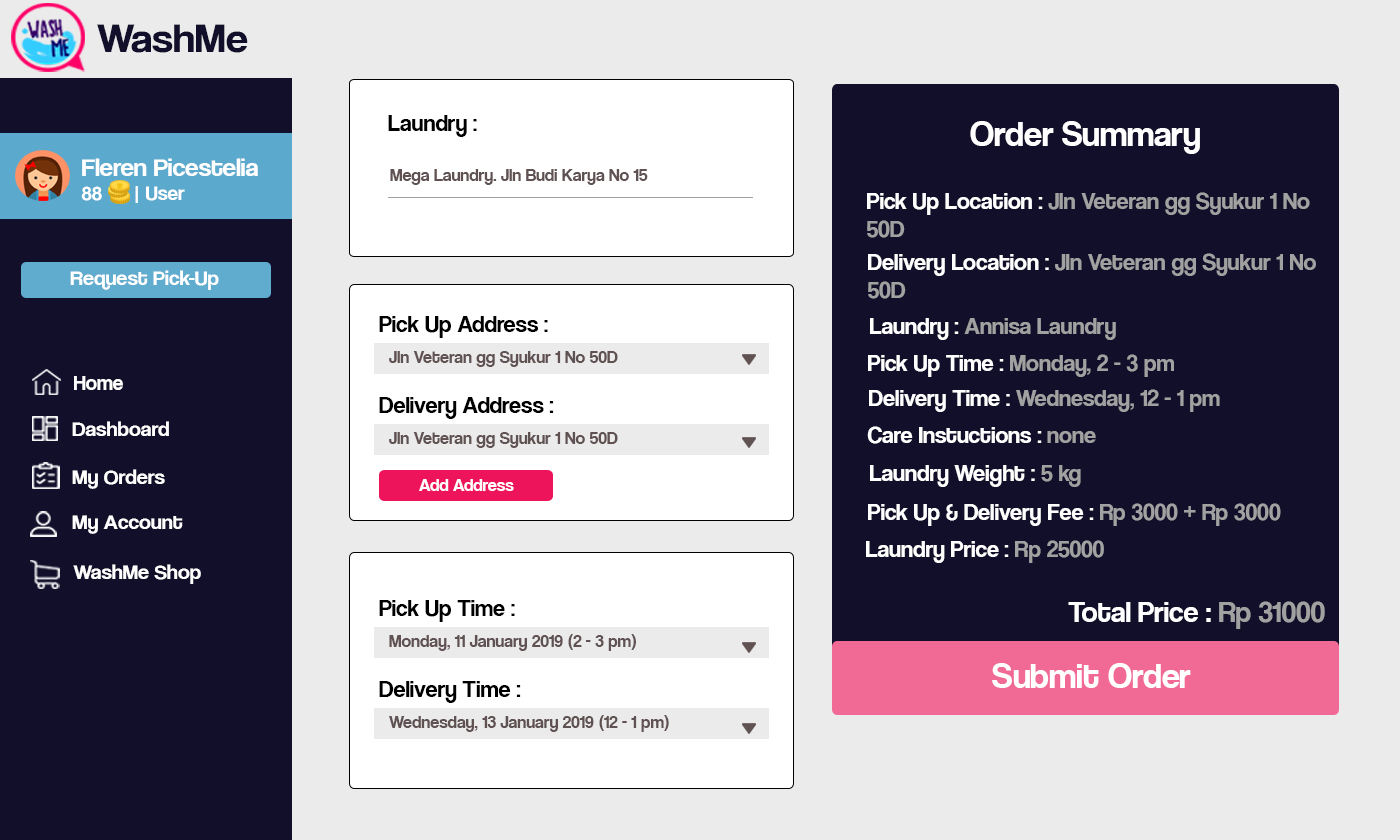 WASH
ME
WashMe
Fleren Picestelia
88 | User
Request Pick-Up
Home
Dashboard
My Orders
My Account
WashMe Shop
Laundry :
Mega Laundry. Jln Budi Karya No 15
Pick Up Address :
Jln Veteran gg Syukur 1 No 50D
Delivery Address :
Jln Veteran gg Syukur 1 No 50D
Add Address
Pick Up Time :
Monday, 11 January 2019 (2 - 3 pm)
Delivery Time :
Wednesday, 13 January 2019 (12 - 1 pm)
Order Summary
Pick Up Location : Jln Veteran gg Syukur 1 No
50D
Delivery Location : Jln Veteran gg Syukur 1 No
50D
Laundry : Annisa Laundry
Pick Up Time : Monday, 2 - 3 pm
Delivery Time : Wednesday, 12 - 1 pm
Care Instuctions : none
Laundry Weight : 5 kg
Pick Up & Delivery Fee : Rp 3000 + Rp 3000
Laundry Price : Rp 25000
Total Price : Rp 31000
Submit Order